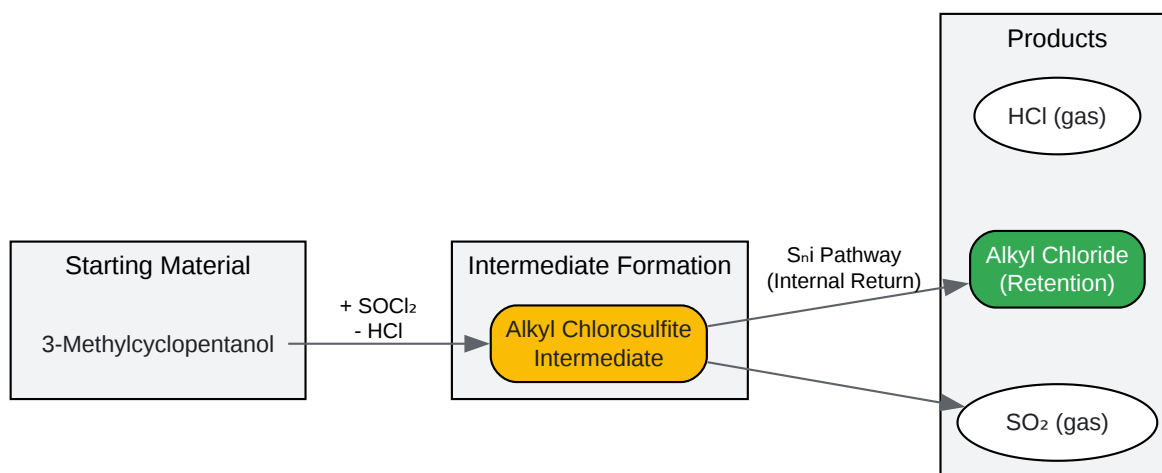 Starting Material
3-Methylcyclopentanol
+ SOCl₂
- HCl
Intermediate Formation
Alkyl Chlorosulfite
Intermediate
Sₙi Pathway
(Internal Return)
Products
HCl (gas)
Alkyl Chloride
(Retention)
SO₂ (gas)